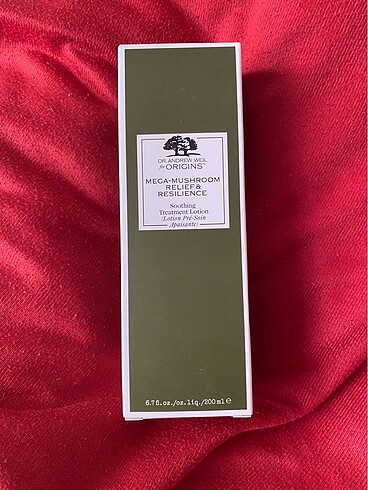 DR. ANDREW WEIL
for ORIGINS™
MEGA-MUSHROOM
RELIEF &
RESILIENCE
Soothing
Treatment Lotion
(Lotion Pré-Soin
Apaisante)
6.7 fl.oz./oz.liq./200 ml ℮